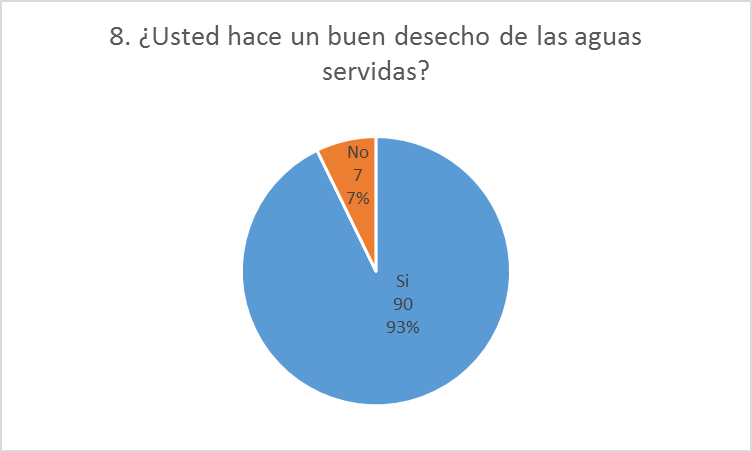 8. ¿Usted hace un buen desecho de las aguas
servidas?
No
7
7%
Si
90
93%